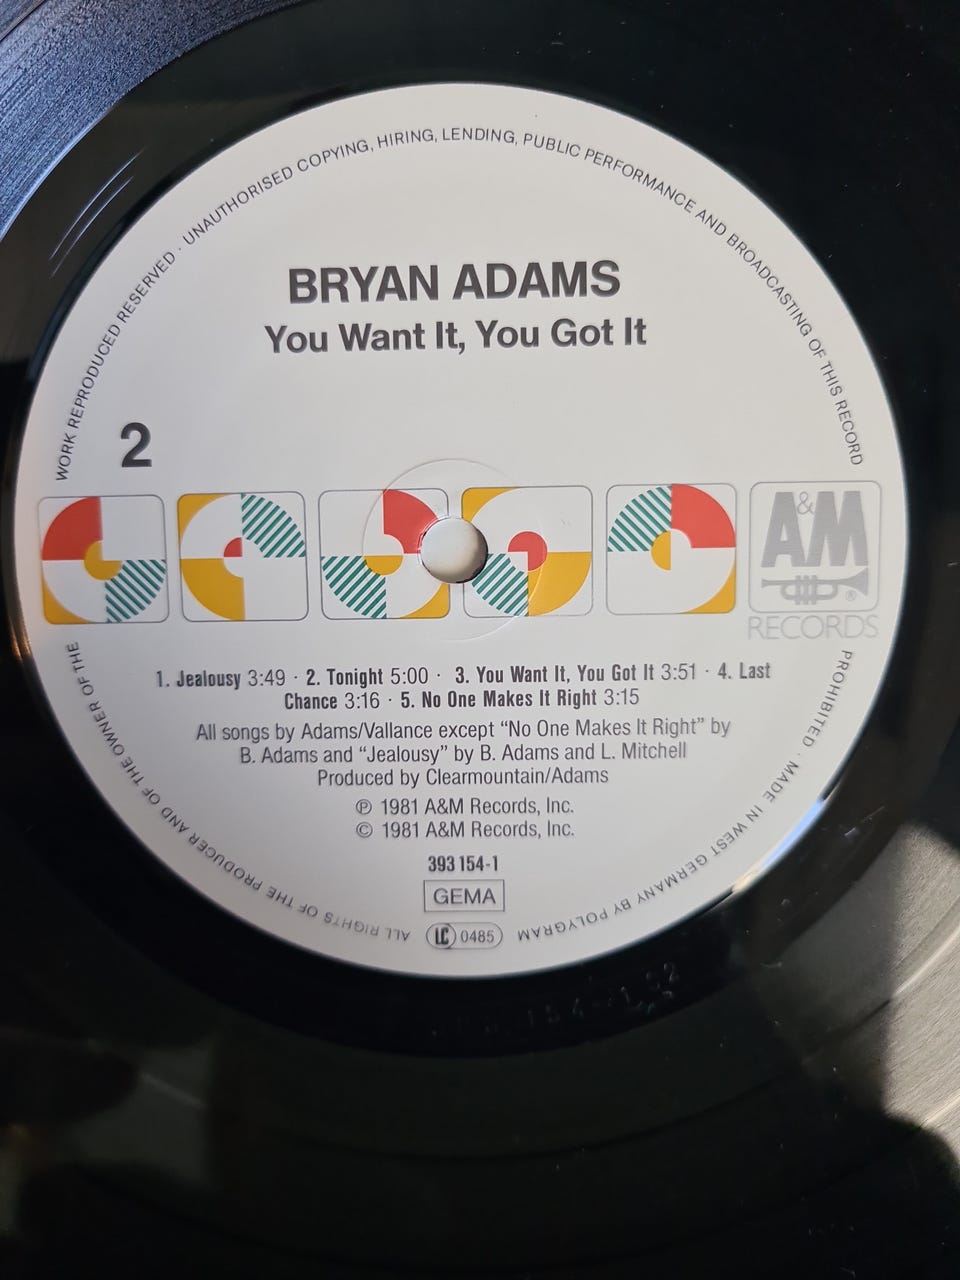 WORK REPRODUCED RESERVED · UNAUTHORISED COPYING, HIRING, LENDING, PUBLIC PERFORMANCE AND BROADCASTING OF THIS RECORD
BRYAN ADAMS
You Want It, You Got It
2
A&M
®
RECORDS
1. Jealousy 3:49 · 2. Tonight 5:00 · 3. You Want It, You Got It 3:51 · 4. Last
Chance 3:16 · 5. No One Makes It Right 3:15
All songs by Adams/Vallance except “No One Makes It Right” by
B. Adams and “Jealousy” by B. Adams and L. Mitchell
Produced by Clearmountain/Adams
℗ 1981 A&M Records, Inc.
© 1981 A&M Records, Inc.
393 154-1
GEMA
LC 0485
PROHIBITED · MADE IN WEST GERMANY BY POLYGRAM
ALL RIGHTS OF THE PRODUCER AND OF THE OWNER OF THE